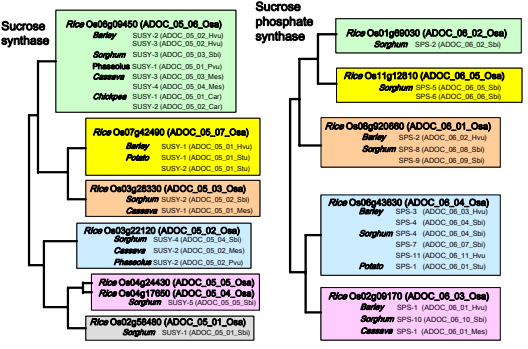 Sucrose
synthase
Rice Os06g09450 (ADOC_05_06_Osa)
Barley SUSY-2 (ADOC_05_02_Hvu)
SUSY-3 (ADOC_05_02_Hvu)
Sorghum SUSY-3 (ADOC_05_03_Sbi)
Phaseolus SUSY-1 (ADOC_05_01_Pvu)
Cassava SUSY-3 (ADOC_05_03_Mes)
SUSY-4 (ADOC_05_04_Mes)
Chickpea SUSY-1 (ADOC_05_01_Car)
SUSY-2 (ADOC_05_02_Car)
Rice Os07g42490 (ADOC_05_07_Osa)
Barley SUSY-1 (ADOC_05_01_Hvu)
Potato SUSY-1 (ADOC_05_01_Stu)
SUSY-2 (ADOC_05_01_Stu)
Rice Os03g28330 (ADOC_05_03_Osa)
Sorghum SUSY-2 (ADOC_05_02_Sbi)
Cassava SUSY-1 (ADOC_05_01_Mes)
Rice Os03g22120 (ADOC_05_02_Osa)
Sorghum SUSY-4 (ADOC_05_04_Sbi)
Cassava SUSY-2 (ADOC_05_02_Mes)
Phaseolus SUSY-2 (ADOC_05_02_Pvu)
Rice Os04g24430 (ADOC_05_05_Osa)
Rice Os04g17650 (ADOC_05_04_Osa)
Sorghum SUSY-5 (ADOC_05_05_Sbi)
Rice Os02g58480 (ADOC_05_01_Osa)
Sorghum SUSY-1 (ADOC_05_01_Sbi)
Sucrose
phosphate
synthase
Rice Os01g69030 (ADOC_06_02_Osa)
Sorghum SPS-2 (ADOC_06_02_Sbi)
Rice Os11g12810 (ADOC_06_05_Osa)
Sorghum SPS-5 (ADOC_06_05_Sbi)
SPS-6 (ADOC_06_06_Sbi)
Rice Os08g920660 (ADOC_06_01_Osa)
Barley SPS-2 (ADOC_06_02_Hvu)
Sorghum SPS-8 (ADOC_06_08_Sbi)
SPS-9 (ADOC_06_09_Sbi)
Rice Os06g43630 (ADOC_06_04_Osa)
Barley SPS-3 (ADOC_06_03_Hvu)
SPS-4 (ADOC_06_04_Sbi)
Sorghum SPS-4 (ADOC_06_04_Sbi)
SPS-7 (ADOC_06_07_Sbi)
SPS-11 (ADOC_06_11_Hvu
Potato SPS-1 (ADOC_06_01_Stu)
Rice Os02g09170 (ADOC_06_03_Osa)
Barley SPS-1 (ADOC_06_01_Hvu)
Sorghum SPS-10 (ADOC_06_10_Sbi)
Cassava SPS-1 (ADOC_06_01_Mes)